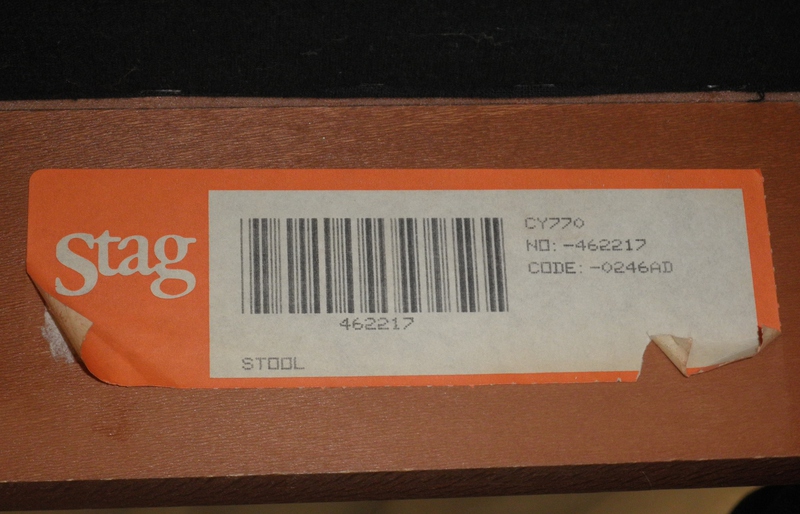 Stag
CY770
NO:-462217
CODE:-0246AD
462217
STOOL